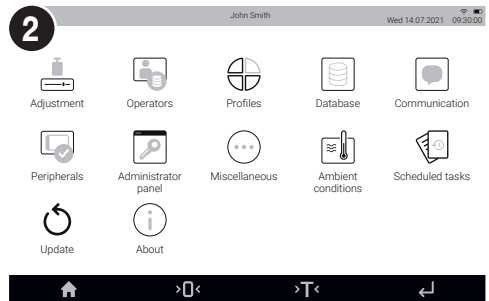 2
John Smith
Wed 14.07.2021 09:30:00
Adjustment
Operators
Profiles
Database
Communication
Peripherals
Administrator
panel
Miscellaneous
Ambient
conditions
Scheduled tasks
Update
About
>0<
>T<